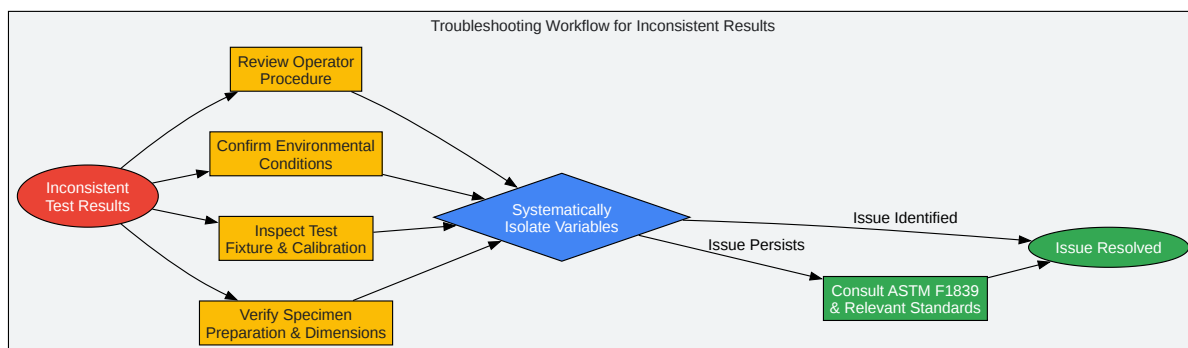 Troubleshooting Workflow for Inconsistent Results
Review Operator
Procedure
Confirm Environmental
Conditions
Inconsistent
Test Results
Inspect Test
Fixture & Calibration
Verify Specimen
Preparation & Dimensions
Systematically
Isolate Variables
Issue Identified
Issue Persists
Consult ASTM F1839
& Relevant Standards
Issue Resolved